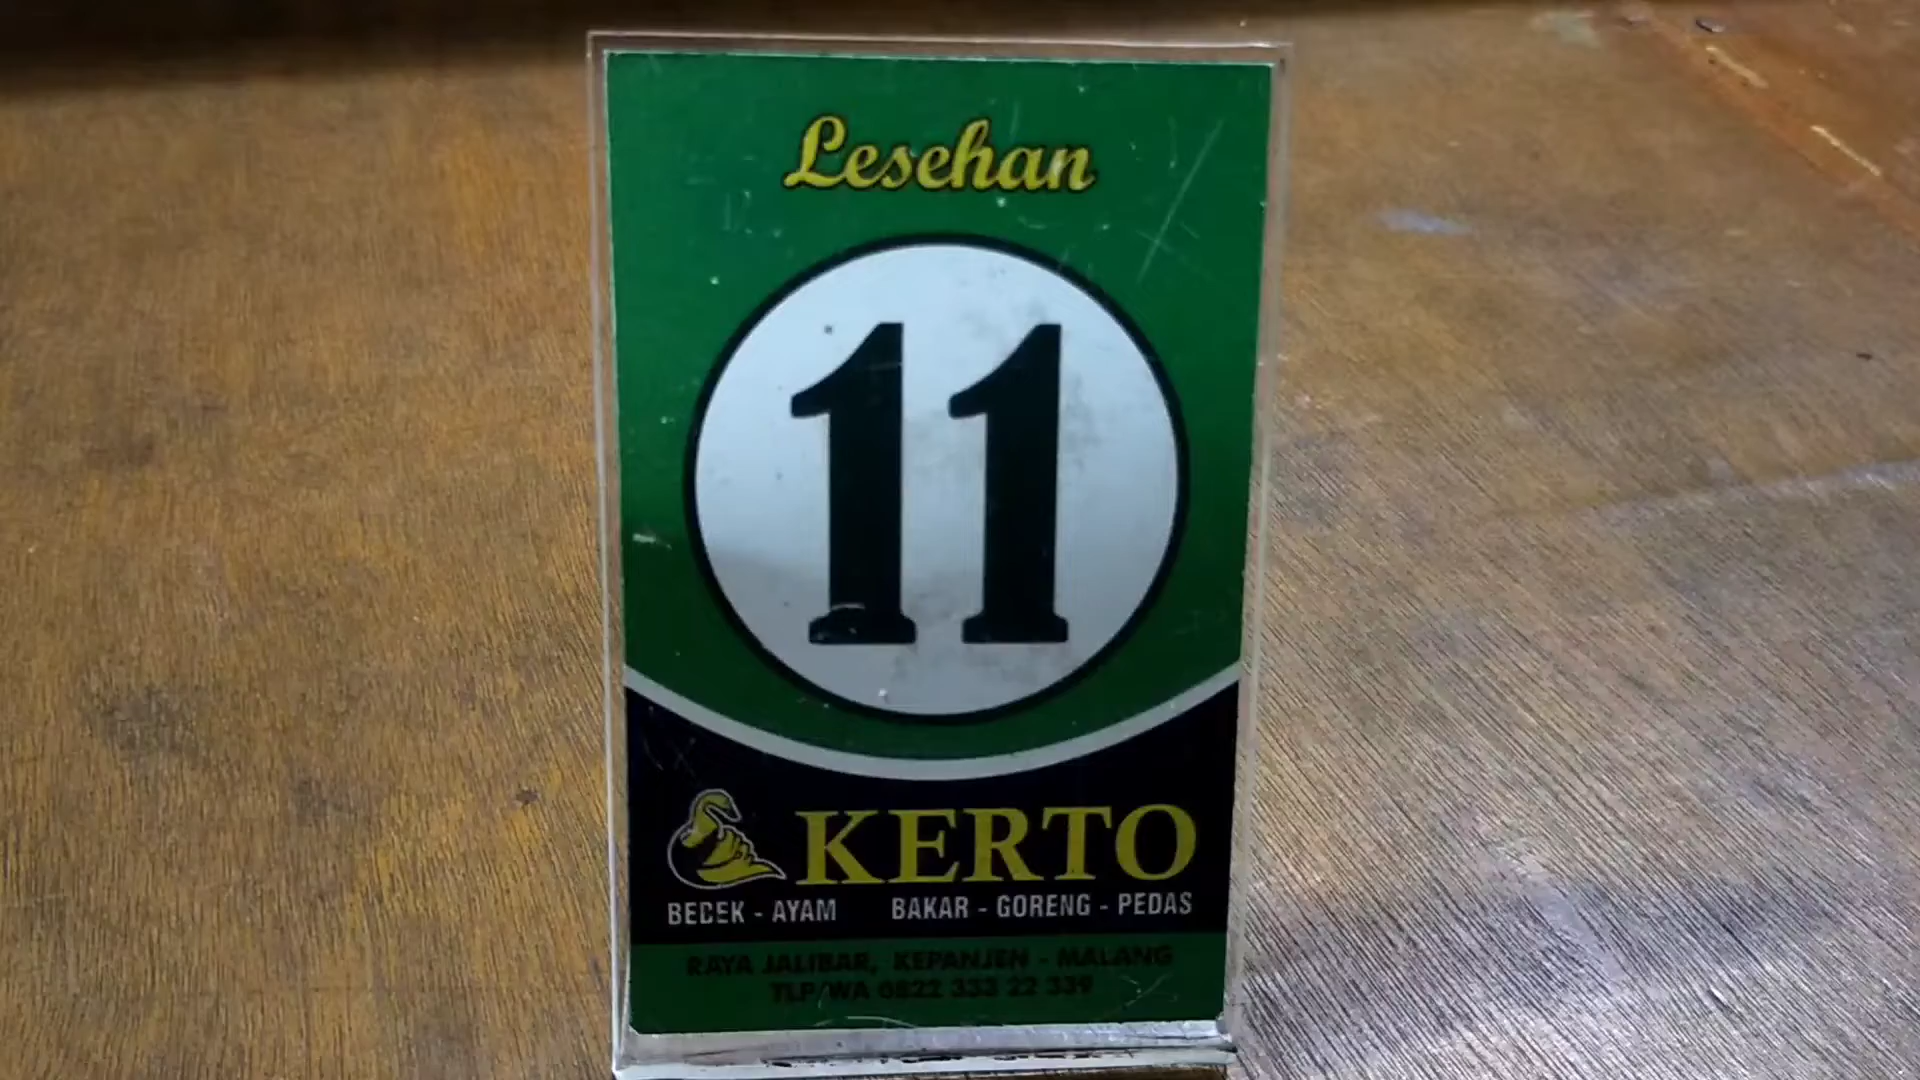 Lesehan
11
KERTO
BEBEK - AYAM BAKAR - GORENG - PEDAS
RAYA JALIBAR, KEPANJEN - MALANG
TLP/WA 0822 333 22 339